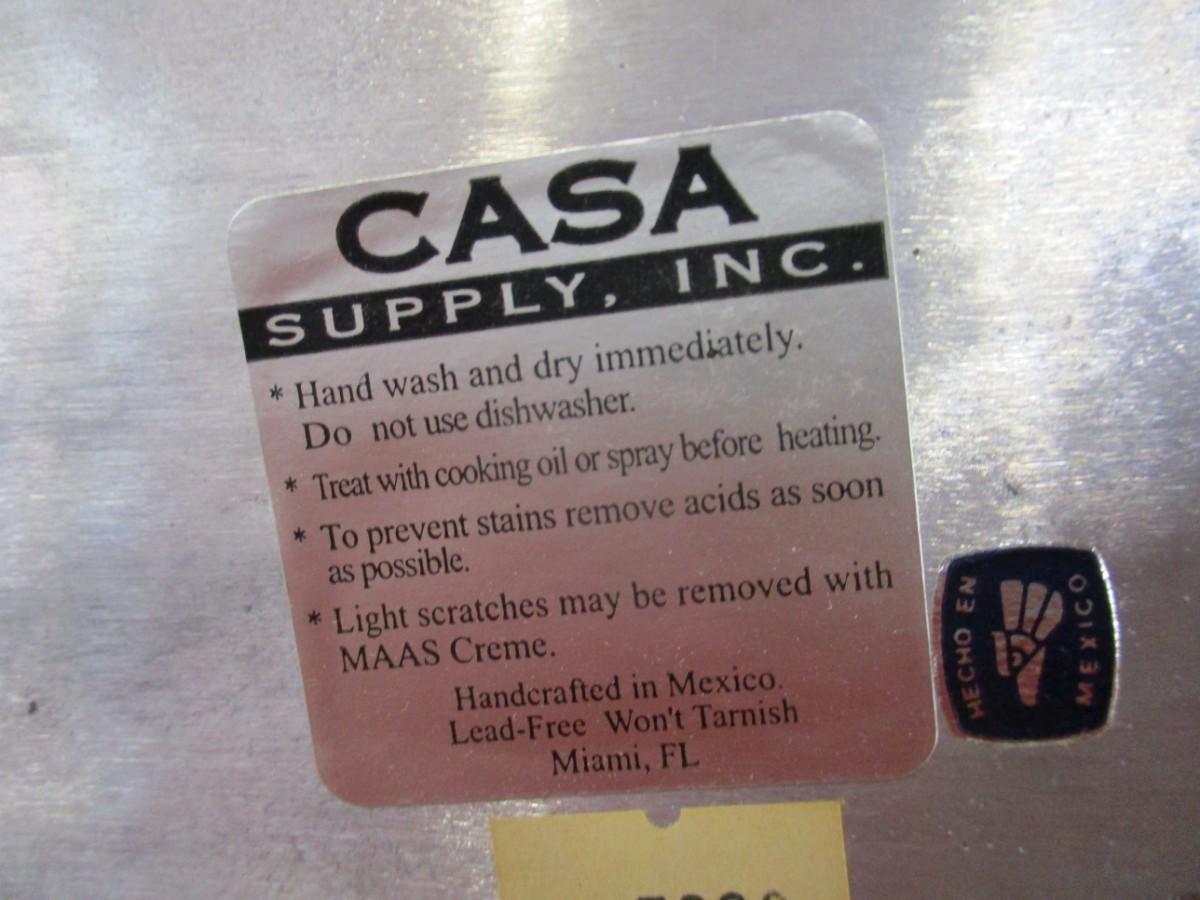 CASA
SUPPLY, INC.
* Hand wash and dry immediately.
Do not use dishwasher.
* Treat with cooking oil or spray before heating.
* To prevent stains remove acids as soon
as possible.
* Light scratches may be removed with
MAAS Creme.
Handcrafted in Mexico.
Lead-Free Won't Tarnish
Miami, FL
HECHO EN
MEXICO